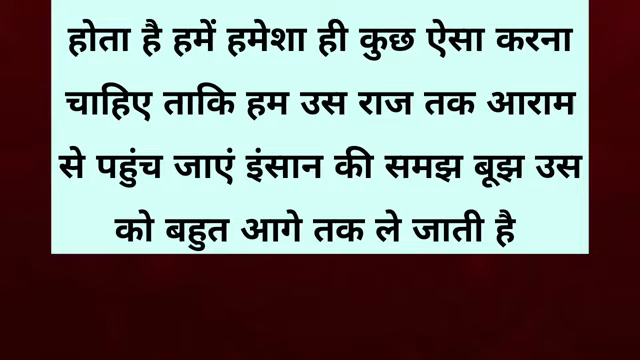 होता है हमें हमेशा ही कुछ ऐसा करना
चाहिए ताकि हम उस राज तक आराम
से पहुंच जाएं इंसान की समझ बूझ उस
को बहुत आगे तक ले जाती है